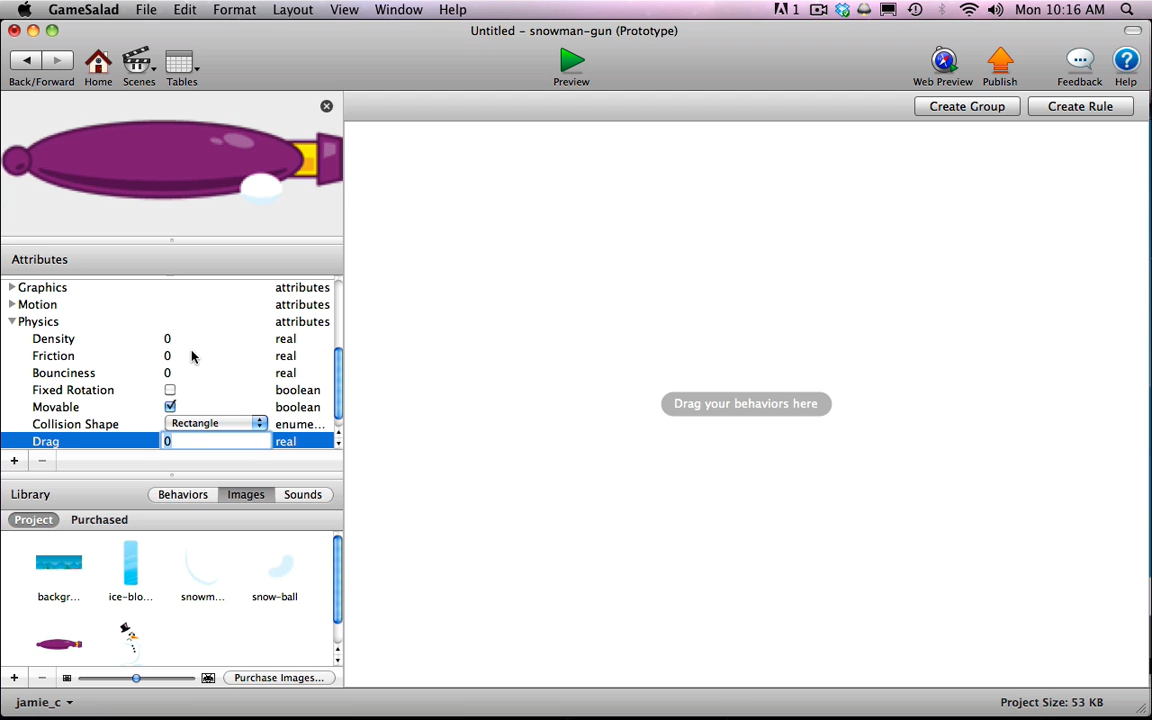 GameSalad File Edit Format Layout View Window Help 1 Mon 10:16 AM
Untitled - snowman-gun (Prototype)
Back/Forward Home Scenes Tables Preview Web Preview Publish Feedback Help
Create Group Create Rule
Attributes
Graphics attributes
Motion attributes
Physics attributes
Density 0 real
Friction 0 real
Bounciness 0 real
Fixed Rotation boolean
Movable boolean
Collision Shape Rectangle enume...
Drag 0 real
Drag your behaviors here
+ −
Library Behaviors Images Sounds
Project Purchased
backgr... ice-blo... snowm... snow-ball
+ − Purchase Images...
jamie_c Project Size: 53 KB